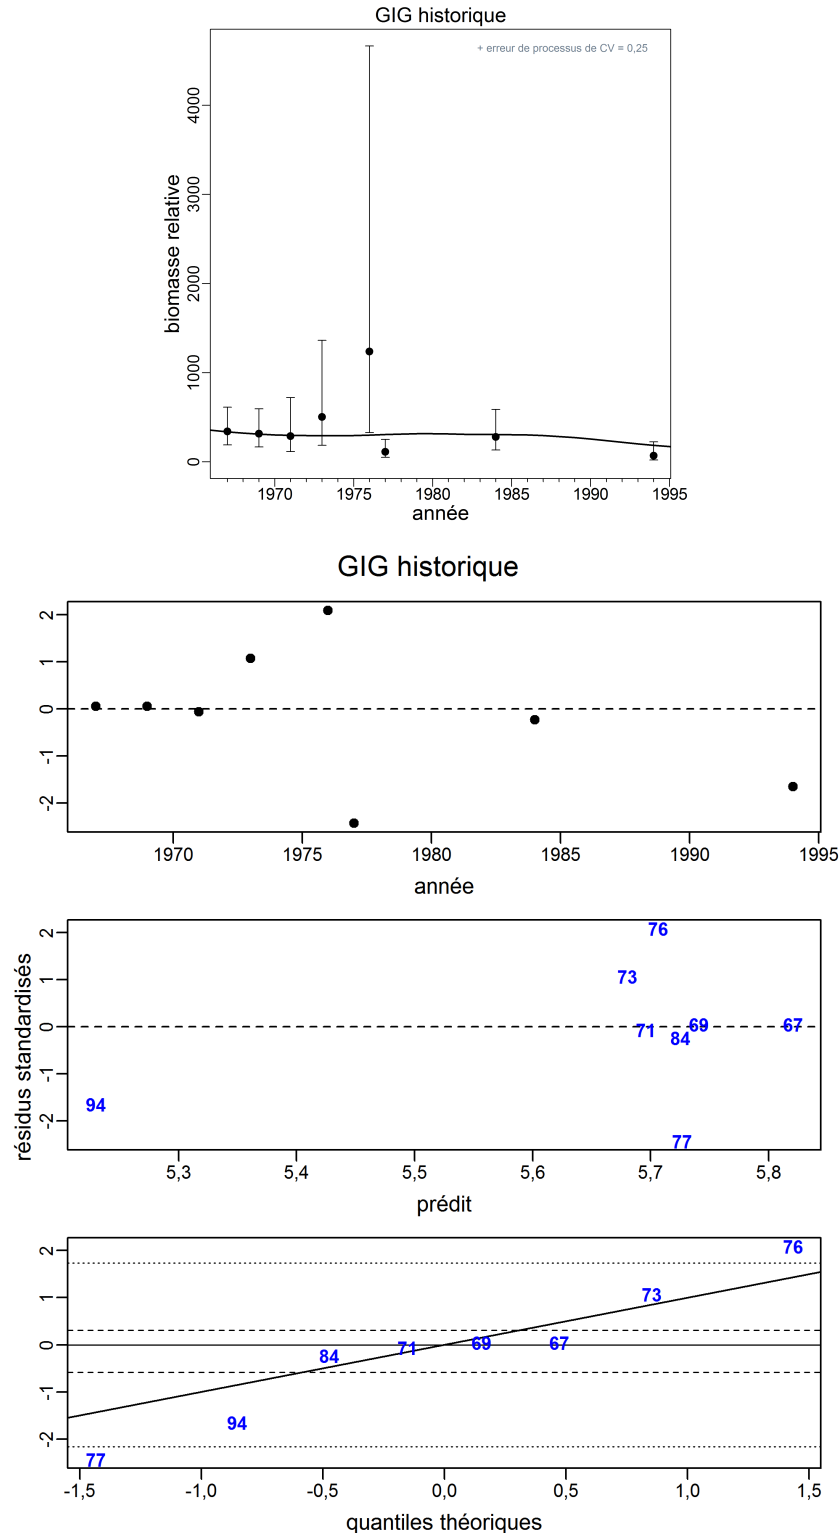 GIG historique
+ erreur de processus de CV = 0,25
biomasse relative
4000
3000
2000
1000
0
1970 1975 1980 1985 1990 1995
année
GIG historique
2
1
0
-1
-2
1970 1975 1980 1985 1990 1995
année
résidus standardisés
2
1
0
-1
-2
76
73
71 69 67
84
94
77
5,3 5,4 5,5 5,6 5,7 5,8
prédit
2
1
0
-1
-2
76
73
84 71 69 67
94
77
-1,5 -1,0 -0,5 0,0 0,5 1,0 1,5
quantiles théoriques